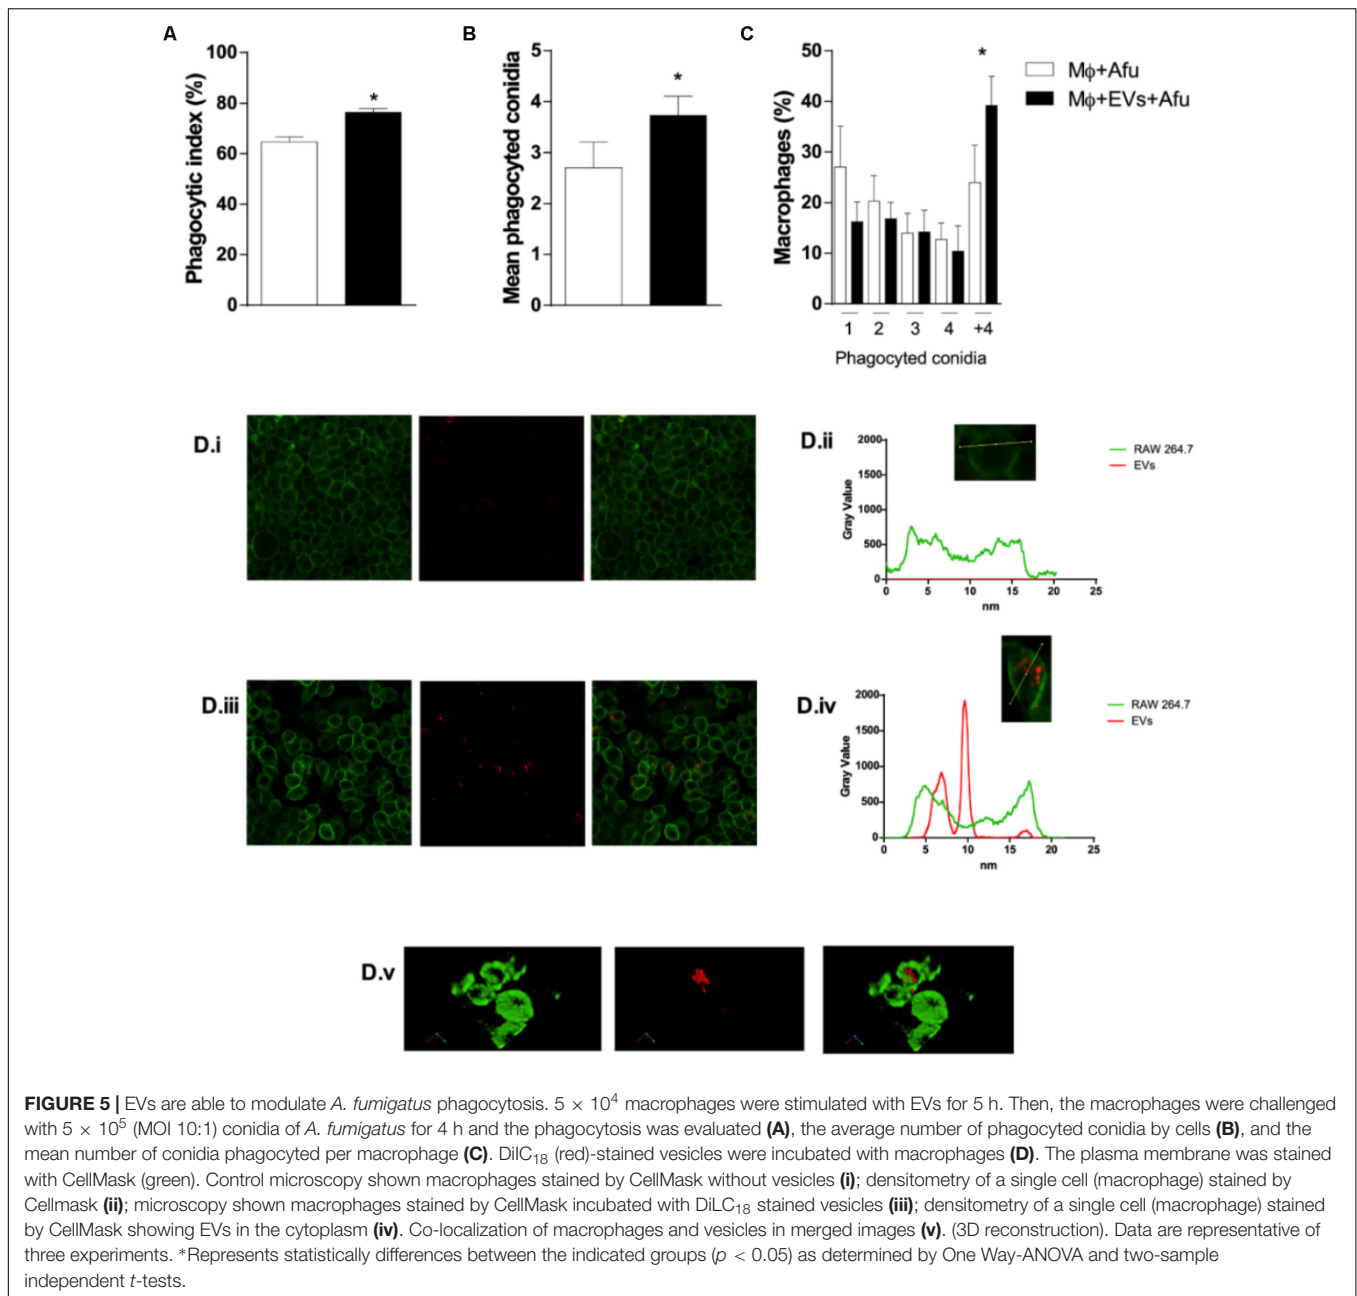 A
B
C
Phagocytic index (%)
100
80
60
40
20
0
*
Mean phagocyted conidia
5
4
3
2
1
0
*
Macrophages (%)
50
40
30
20
10
0
*
1 2 3 4 +4
Phagocyted conidia
Mϕ+Afu
Mϕ+EVs+Afu
D.i
D.ii
Gray Value
2000
1500
1000
500
0
0 5 10 15 20 25
nm
RAW 264.7
EVs
D.iii
D.iv
Gray Value
2000
1500
1000
500
0
0 5 10 15 20 25
nm
RAW 264.7
EVs
D.v
FIGURE 5 | EVs are able to modulate A. fumigatus phagocytosis. 5 × 10⁴ macrophages were stimulated with EVs for 5 h. Then, the macrophages were challenged
with 5 × 10⁵ (MOI 10:1) conidia of A. fumigatus for 4 h and the phagocytosis was evaluated (A), the average number of phagocyted conidia by cells (B), and the
mean number of conidia phagocyted per macrophage (C). DiIC₁₈ (red)-stained vesicles were incubated with macrophages (D). The plasma membrane was stained
with CellMask (green). Control microscopy shown macrophages stained by CellMask without vesicles (i); densitometry of a single cell (macrophage) stained by
Cellmask (ii); microscopy shown macrophages stained by CellMask incubated with DiLC₁₈ stained vesicles (iii); densitometry of a single cell (macrophage) stained
by CellMask showing EVs in the cytoplasm (iv). Co-localization of macrophages and vesicles in merged images (v). (3D reconstruction). Data are representative of
three experiments. *Represents statistically differences between the indicated groups (p < 0.05) as determined by One Way-ANOVA and two-sample
independent t-tests.